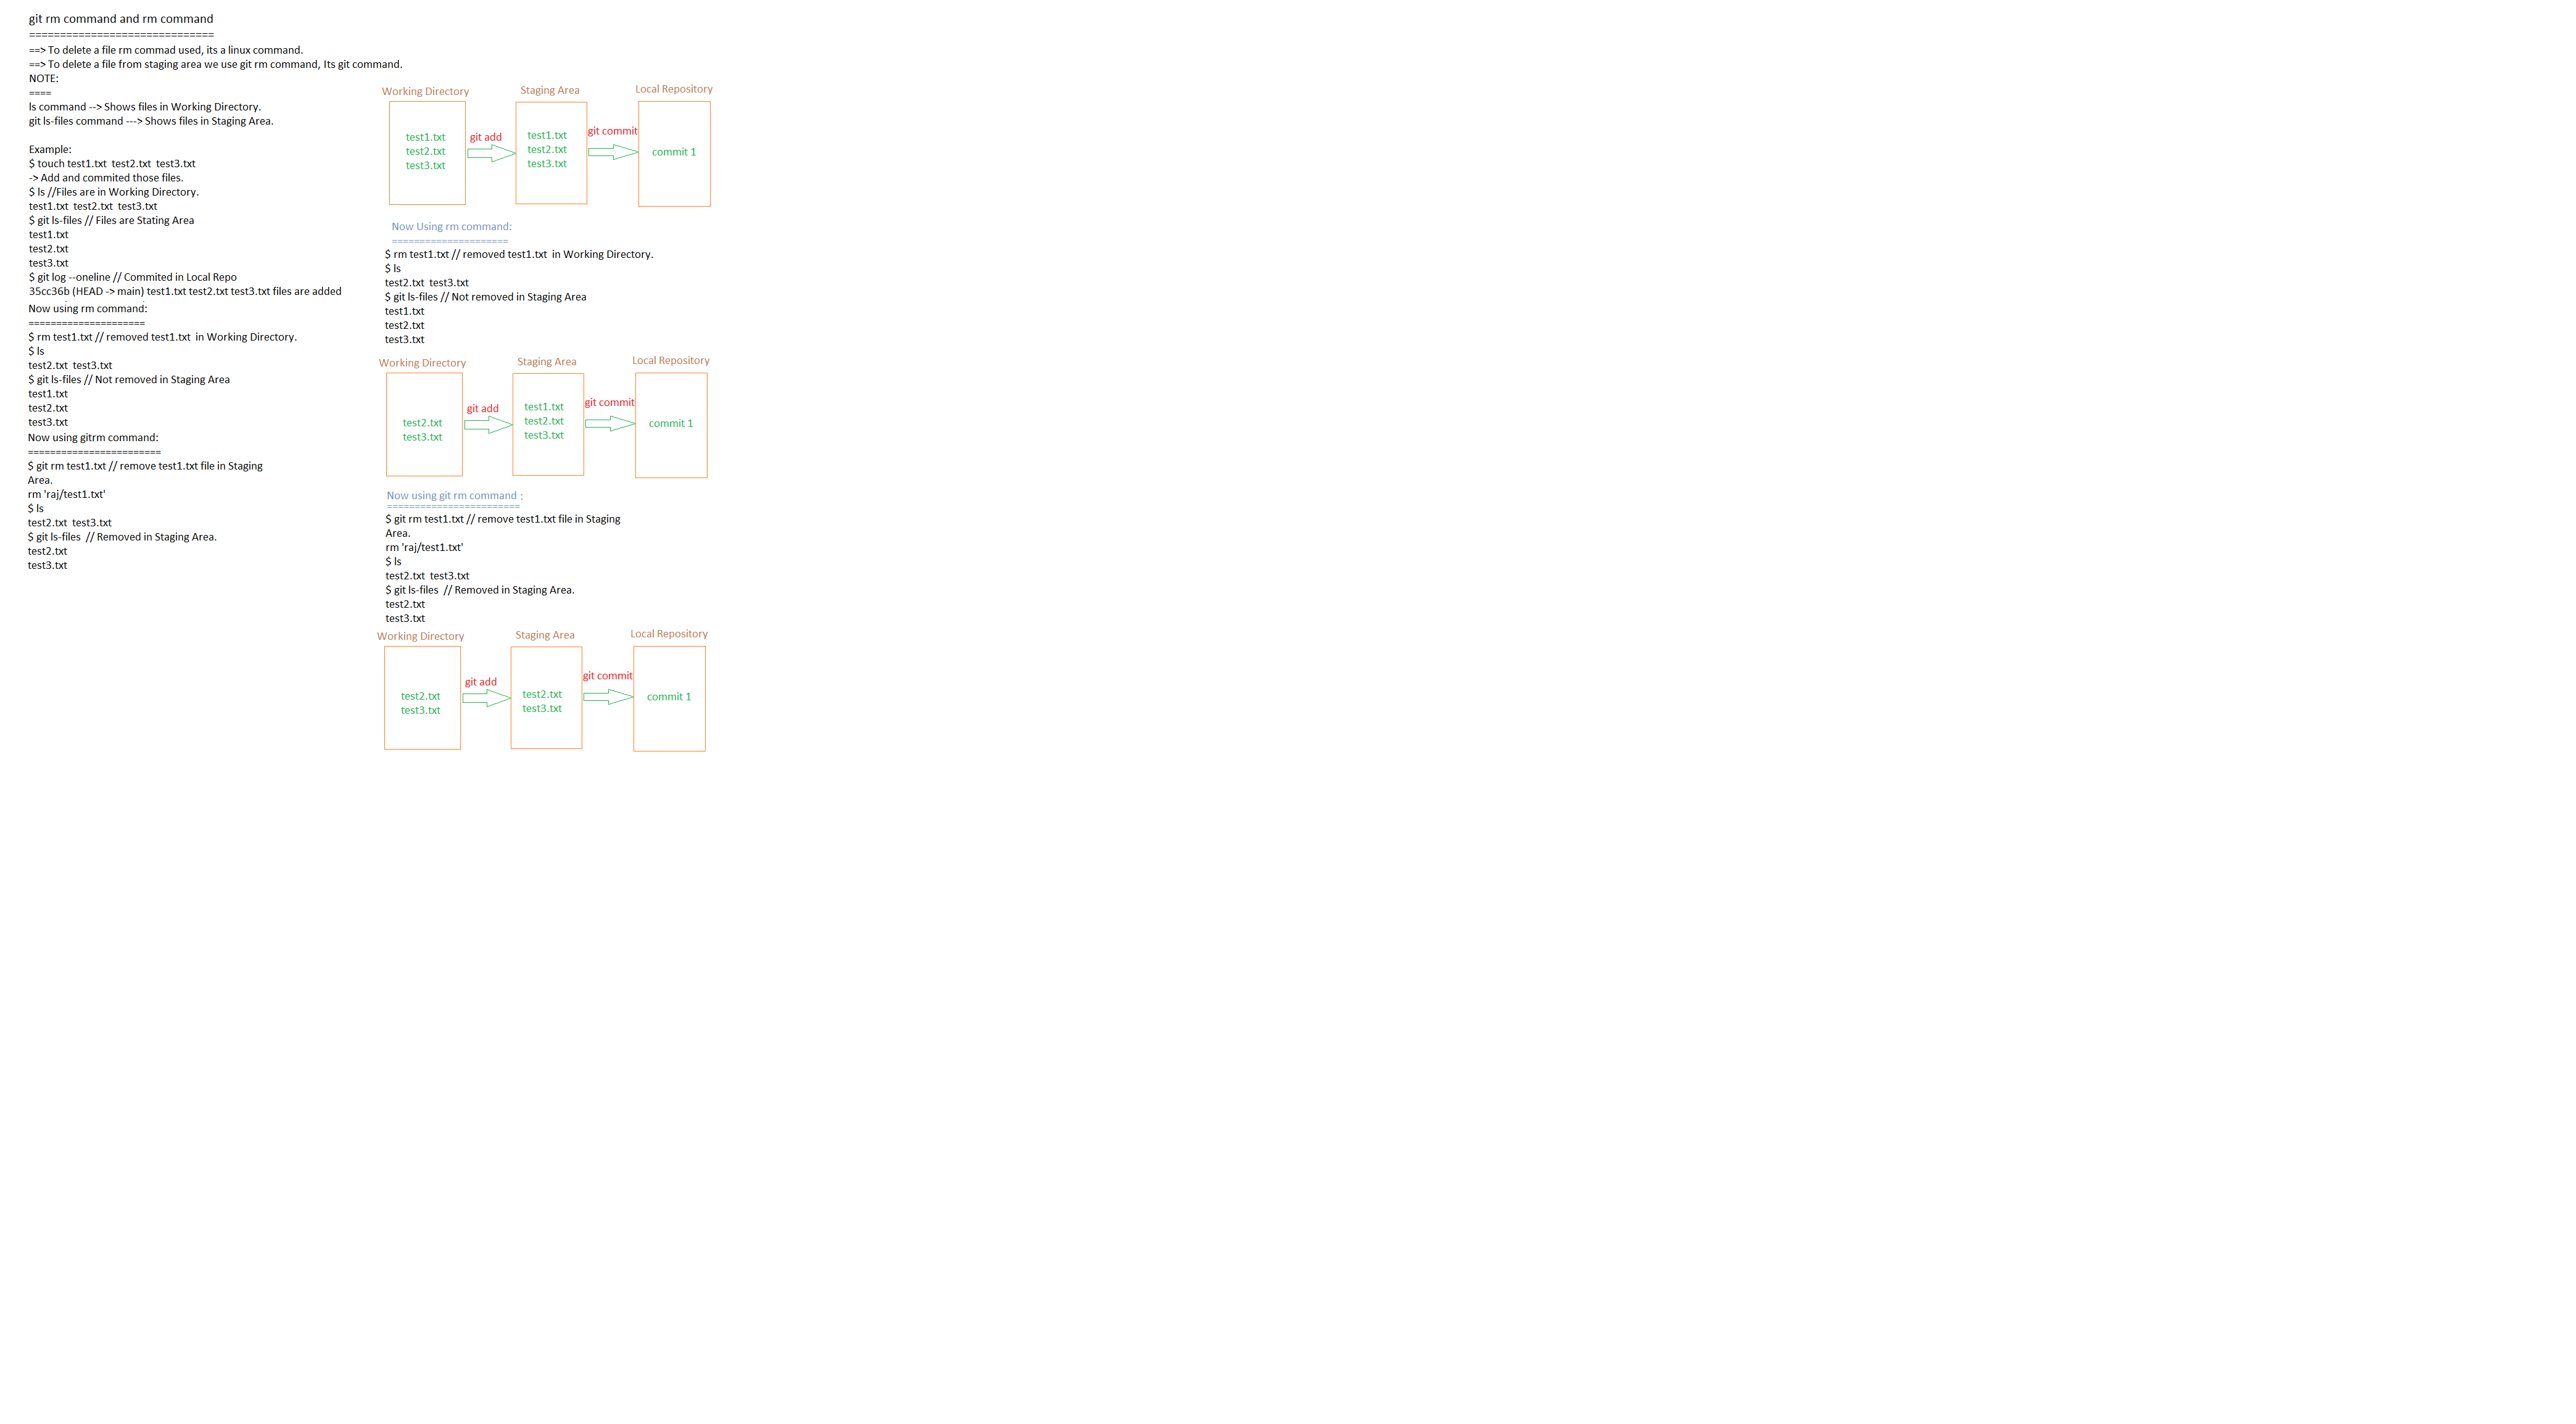 git rm command and rm command
==============================
==> To delete a file rm commad used, its a linux command.
==> To delete a file from staging area we use git rm command, Its git command.
NOTE:
====
ls command --> Shows files in Working Directory.
git ls-files command ---> Shows files in Staging Area.
Example:
$ touch test1.txt  test2.txt  test3.txt
-> Add and commited those files.
$ ls //Files are in Working Directory.
test1.txt  test2.txt  test3.txt
$ git ls-files // Files are Stating Area
test1.txt
test2.txt
test3.txt
$ git log --oneline // Commited in Local Repo
35cc36b (HEAD -> main) test1.txt test2.txt test3.txt files are added
Now using rm command:
=====================
$ rm test1.txt // removed test1.txt  in Working Directory.
$ ls
test2.txt  test3.txt
$ git ls-files // Not removed in Staging Area
test1.txt
test2.txt
test3.txt
Now using gitrm command:
========================
$ git rm test1.txt // remove test1.txt file in Staging
Area.
rm 'raj/test1.txt'
$ ls
test2.txt  test3.txt
$ git ls-files  // Removed in Staging Area.
test2.txt
test3.txt
Working Directory
Staging Area
Local Repository
test1.txt
test2.txt
test3.txt
git add
test1.txt
test2.txt
test3.txt
git commit
commit 1
Now Using rm command:
=====================
$ rm test1.txt // removed test1.txt  in Working Directory.
$ ls
test2.txt  test3.txt
$ git ls-files // Not removed in Staging Area
test1.txt
test2.txt
test3.txt
Working Directory
Staging Area
Local Repository
test2.txt
test3.txt
git add
test1.txt
test2.txt
test3.txt
git commit
commit 1
Now using git rm command :
========================
$ git rm test1.txt // remove test1.txt file in Staging
Area.
rm 'raj/test1.txt'
$ ls
test2.txt  test3.txt
$ git ls-files  // Removed in Staging Area.
test2.txt
test3.txt
Working Directory
Staging Area
Local Repository
test2.txt
test3.txt
git add
test2.txt
test3.txt
git commit
commit 1